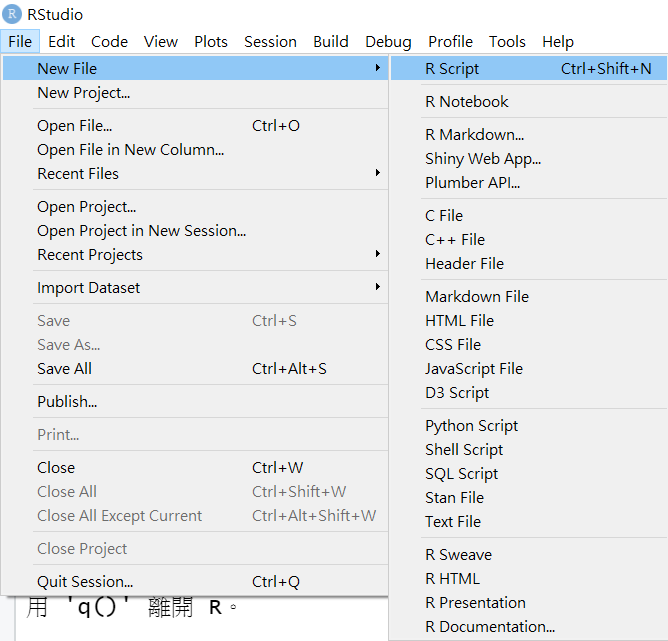 RStudio
File Edit Code View Plots Session Build Debug Profile Tools Help
New File
New Project...
Open File... Ctrl+O
Open File in New Column...
Recent Files
Open Project...
Open Project in New Session...
Recent Projects
Import Dataset
Save Ctrl+S
Save As...
Save All Ctrl+Alt+S
Publish...
Print...
Close Ctrl+W
Close All Ctrl+Shift+W
Close All Except Current Ctrl+Alt+Shift+W
Close Project
Quit Session... Ctrl+Q
R Script Ctrl+Shift+N
R Notebook
R Markdown...
Shiny Web App...
Plumber API...
C File
C++ File
Header File
Markdown File
HTML File
CSS File
JavaScript File
D3 Script
Python Script
Shell Script
SQL Script
Stan File
Text File
R Sweave
R HTML
R Presentation
R Documentation...
用 'q()' 離開 R。